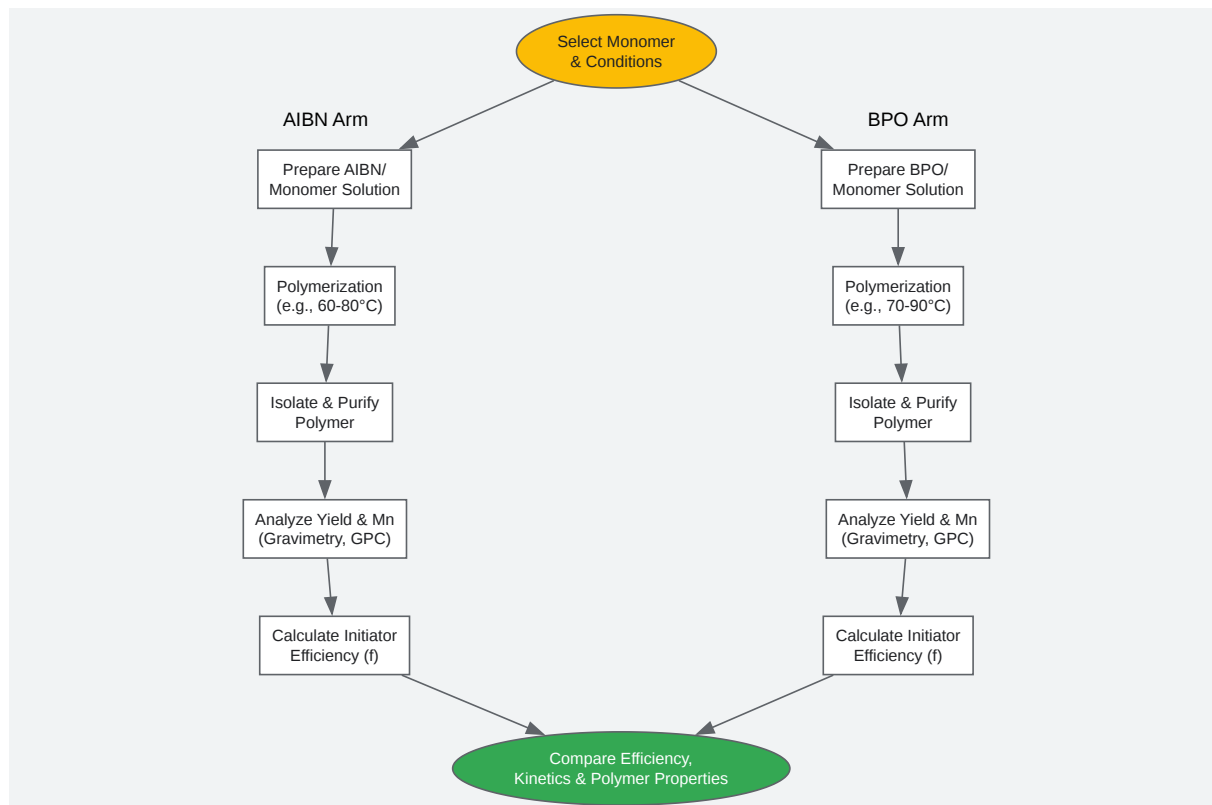 Select Monomer
& Conditions
AIBN Arm
BPO Arm
Prepare AIBN/
Monomer Solution
Prepare BPO/
Monomer Solution
Polymerization
(e.g., 60-80°C)
Polymerization
(e.g., 70-90°C)
Isolate & Purify
Polymer
Isolate & Purify
Polymer
Analyze Yield & Mn
(Gravimetry, GPC)
Analyze Yield & Mn
(Gravimetry, GPC)
Calculate Initiator
Efficiency (f)
Calculate Initiator
Efficiency (f)
Compare Efficiency,
Kinetics & Polymer Properties